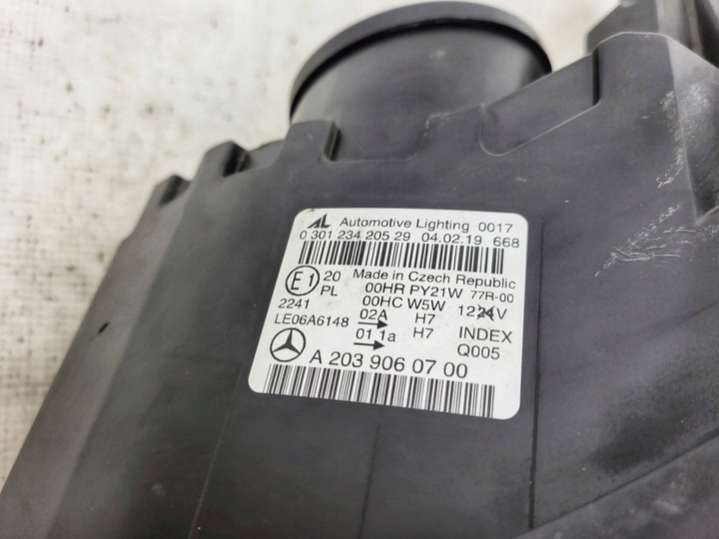 AL Automotive Lighting 0017
0 301 234 205 29 04.02.19 668
Made in Czech Republic
E1 20 00HR PY21W 77R-00
PL 00HC W5W 1224V
2241 02A H7
LE06A6148 01 1a H7 INDEX
Q005
A 203 906 07 00